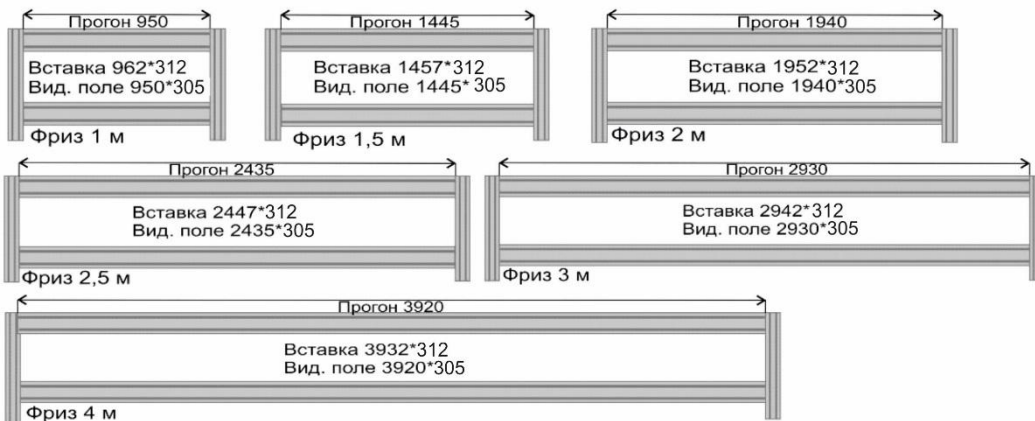 Прогон 950
Вставка 962*312
Вид. поле 950*305
Фриз 1 м
Прогон 1445
Вставка 1457*312
Вид. поле 1445* 305
Фриз 1,5 м
Прогон 1940
Вставка 1952*312
Вид. поле 1940*305
Фриз 2 м
Прогон 2435
Вставка 2447*312
Вид. поле 2435*305
Фриз 2,5 м
Прогон 2930
Вставка 2942*312
Вид. поле 2930*305
Фриз 3 м
Прогон 3920
Вставка 3932*312
Вид. поле 3920*305
Фриз 4 м